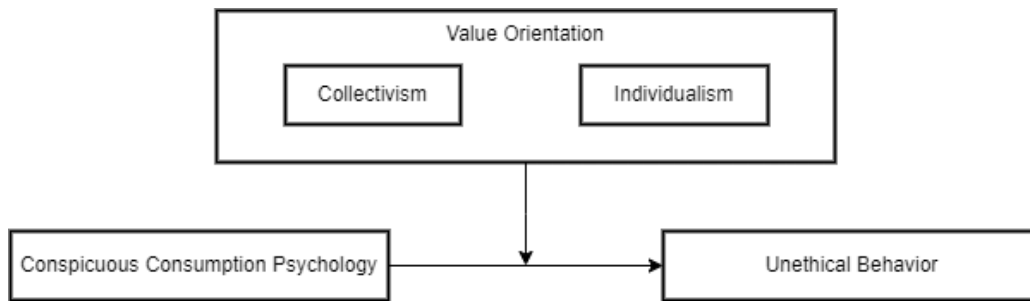 Value Orientation
Collectivism
Individualism
Conspicuous Consumption Psychology
Unethical Behavior